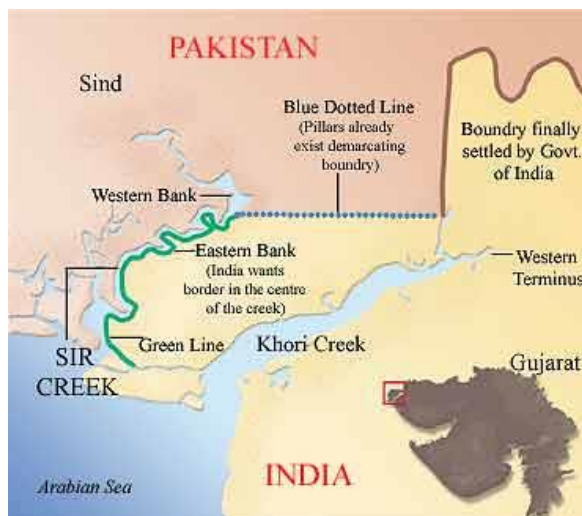 PAKISTAN
Sind
Blue Dotted Line
(Pillars already
exist demarcating
boundry)
Boundry finally
settled by Govt.
of India
Western Bank
Eastern Bank
(India wants
border in the centre
of the creek)
Western
Terminus
Green Line
Khori Creek
SIR
CREEK
Gujarat
INDIA
Arabian Sea